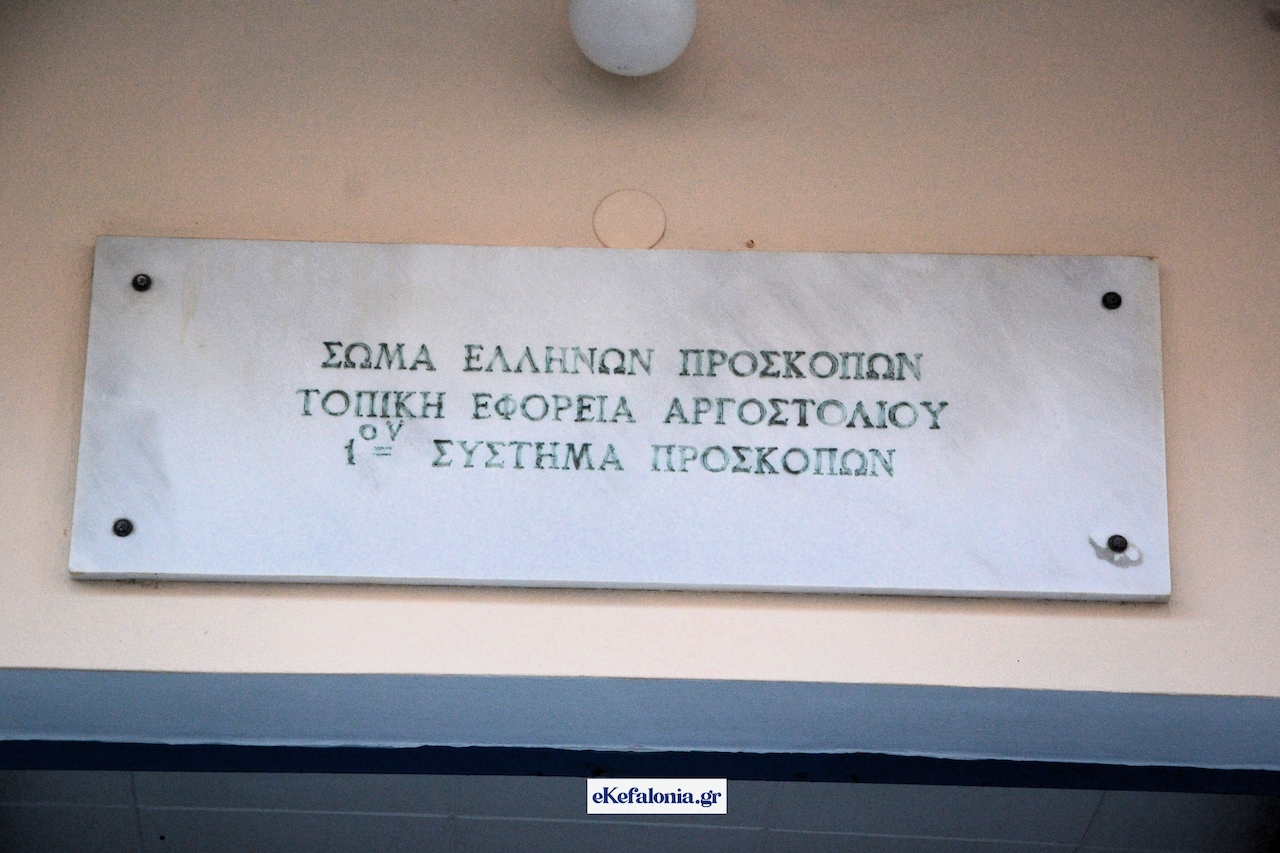 ΣΩΜΑ ΕΛΛΗΝΩΝ ΠΡΟΣΚΟΠΩΝ
ΤΟΠΙΚΗ ΕΦΟΡΕΙΑ ΑΡΓΟΣΤΟΛΙΟΥ
1ον ΣΥΣΤΗΜΑ ΠΡΟΣΚΟΠΩΝ
eKefalonia.gr